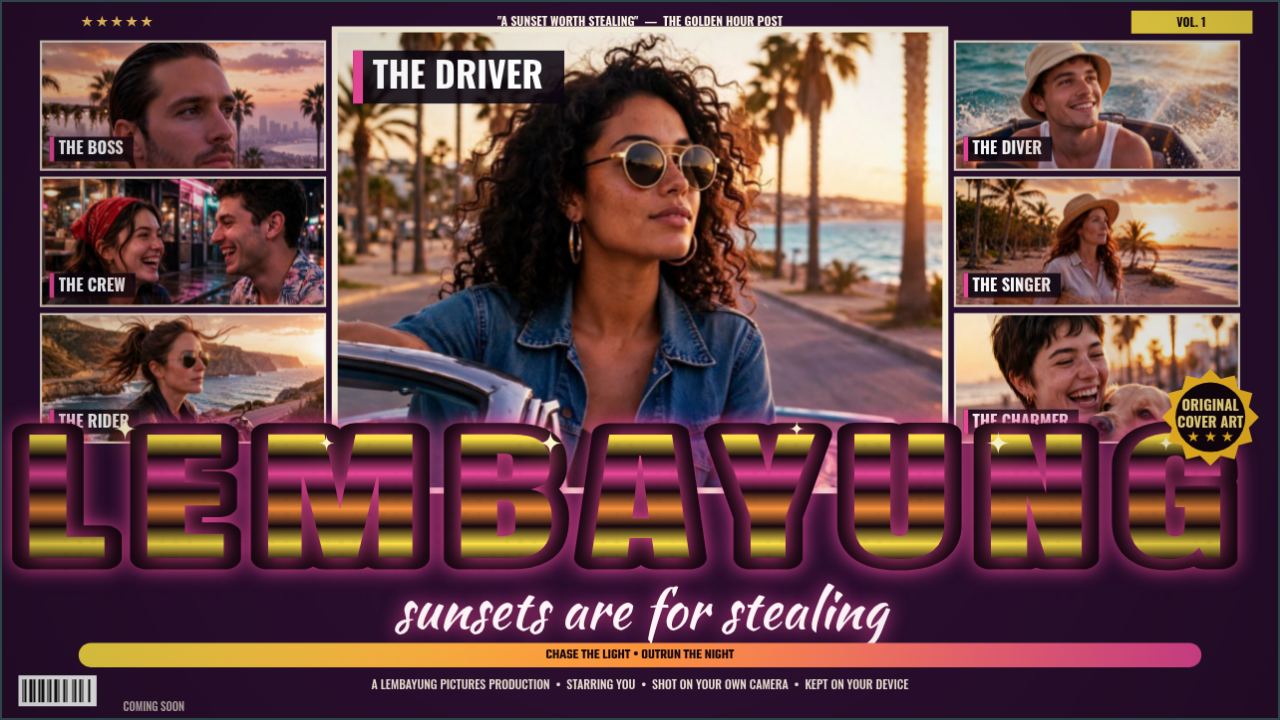 ★★★★★
"A SUNSET WORTH STEALING" — THE GOLDEN HOUR POST
VOL. 1
THE BOSS
THE DRIVER
THE DIVER
THE CREW
THE SINGER
THE RIDER
THE CHARMER
ORIGINAL
COVER ART
★★★
LEMBAYUNG
sunsets are for stealing
CHASE THE LIGHT • OUTRUN THE NIGHT
A LEMBAYUNG PICTURES PRODUCTION • STARRING YOU • SHOT ON YOUR OWN CAMERA • KEPT ON YOUR DEVICE
COMING SOON